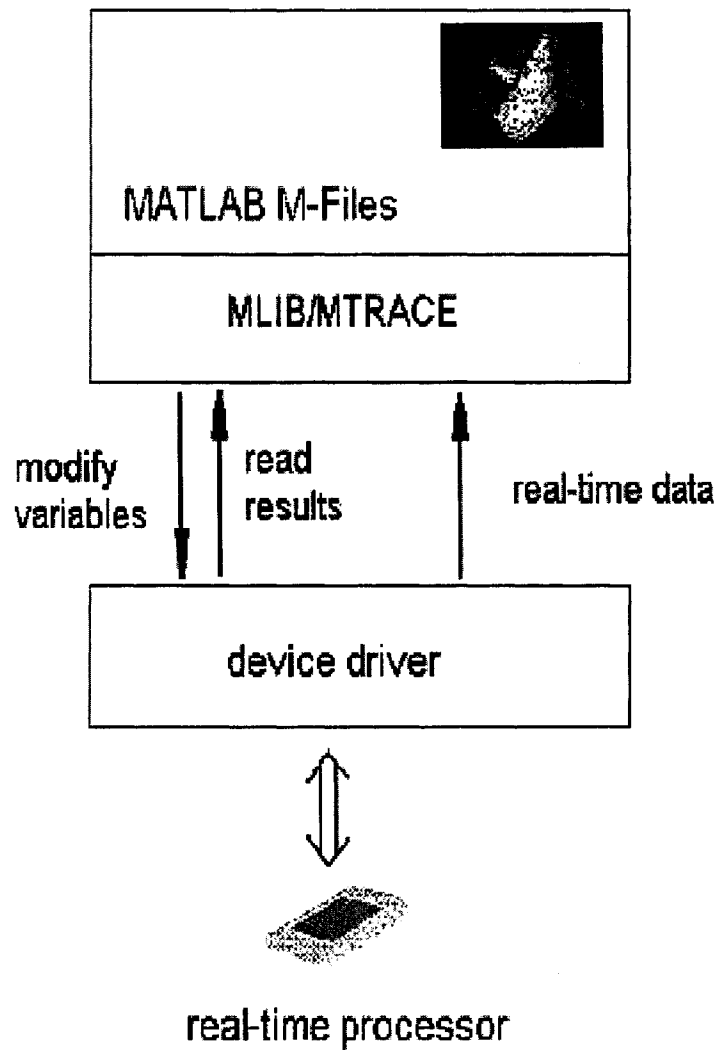 MATLAB M-Files
MLIB/MTRACE
modify
variables
read
results
real-time data
device driver
real-time processor